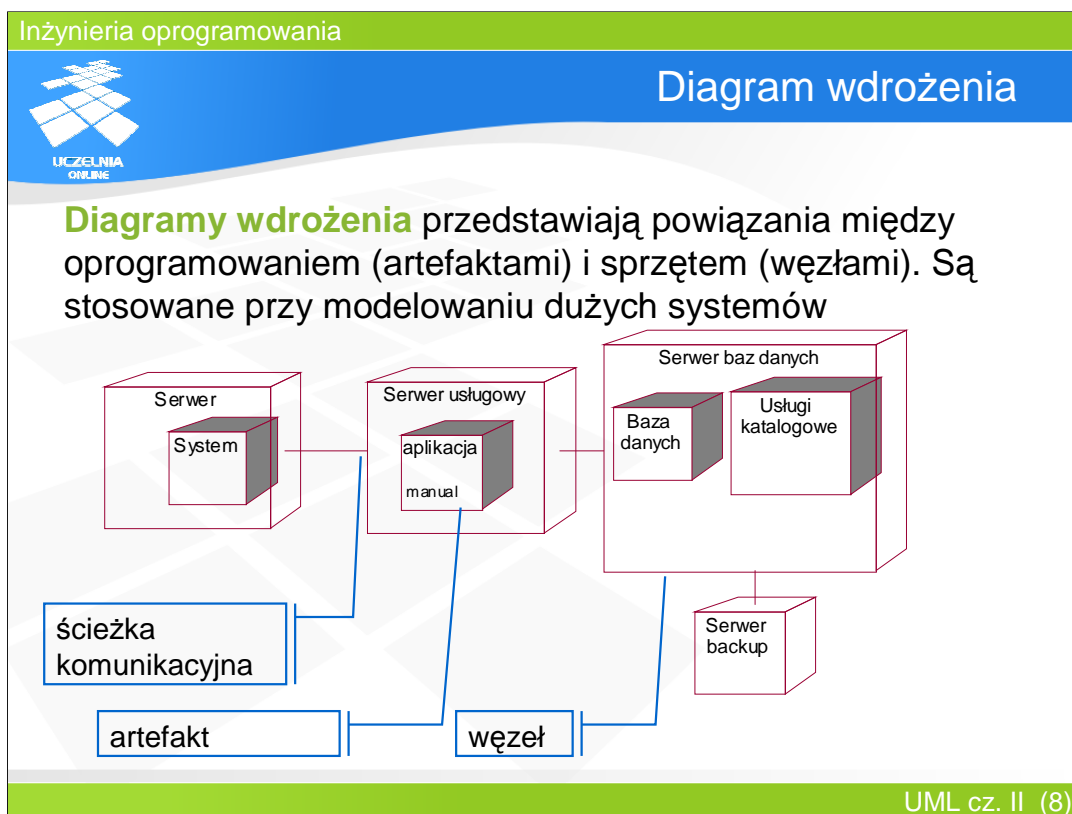 Inżynieria oprogramowania
Diagram wdrożenia
UCZELNIA
ONLINE
Diagramy wdrożenia przedstawiają powiązania między
oprogramowaniem (artefaktami) i sprzętem (węzłami). Są
stosowane przy modelowaniu dużych systemów
Serwer
System
Serwer usługowy
aplikacja
manual
Serwer baz danych
Baza
danych
Usługi
katalogowe
Serwer
backup
ścieżka
komunikacyjna
artefakt
węzeł
UML cz. II (8)